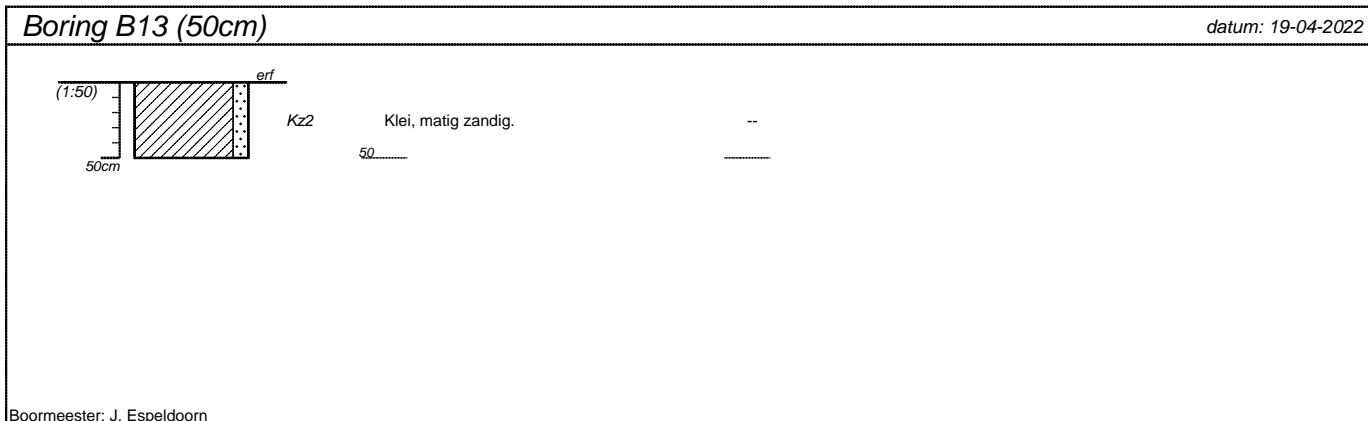 Boring B13 (50cm)
datum: 19-04-2022
erf
(1:50)
Kz2 Klei, matig zandig. --
50
50cm
Boormeester: J. Espeldoorn